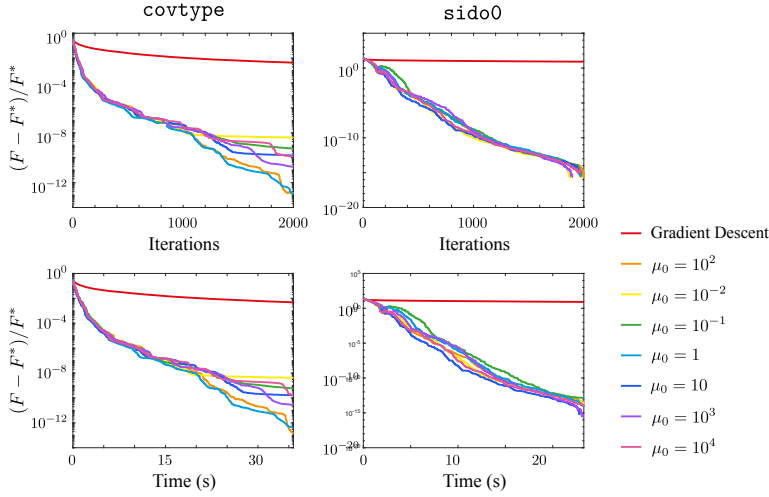 covtype
sido0
10^0
10^-4
10^-8
10^-12
(F − F*)/F*
0
1000
2000
Iterations
10^0
10^-10
10^-20
0
1000
2000
Iterations
10^0
10^-4
10^-8
10^-12
(F − F*)/F*
0
15
30
Time (s)
10^5
10^0
10^-5
10^-10
10^-15
10^-20
0
10
20
Time (s)
Gradient Descent
μ₀ = 10^2
μ₀ = 10^-2
μ₀ = 10^-1
μ₀ = 1
μ₀ = 10
μ₀ = 10^3
μ₀ = 10^4